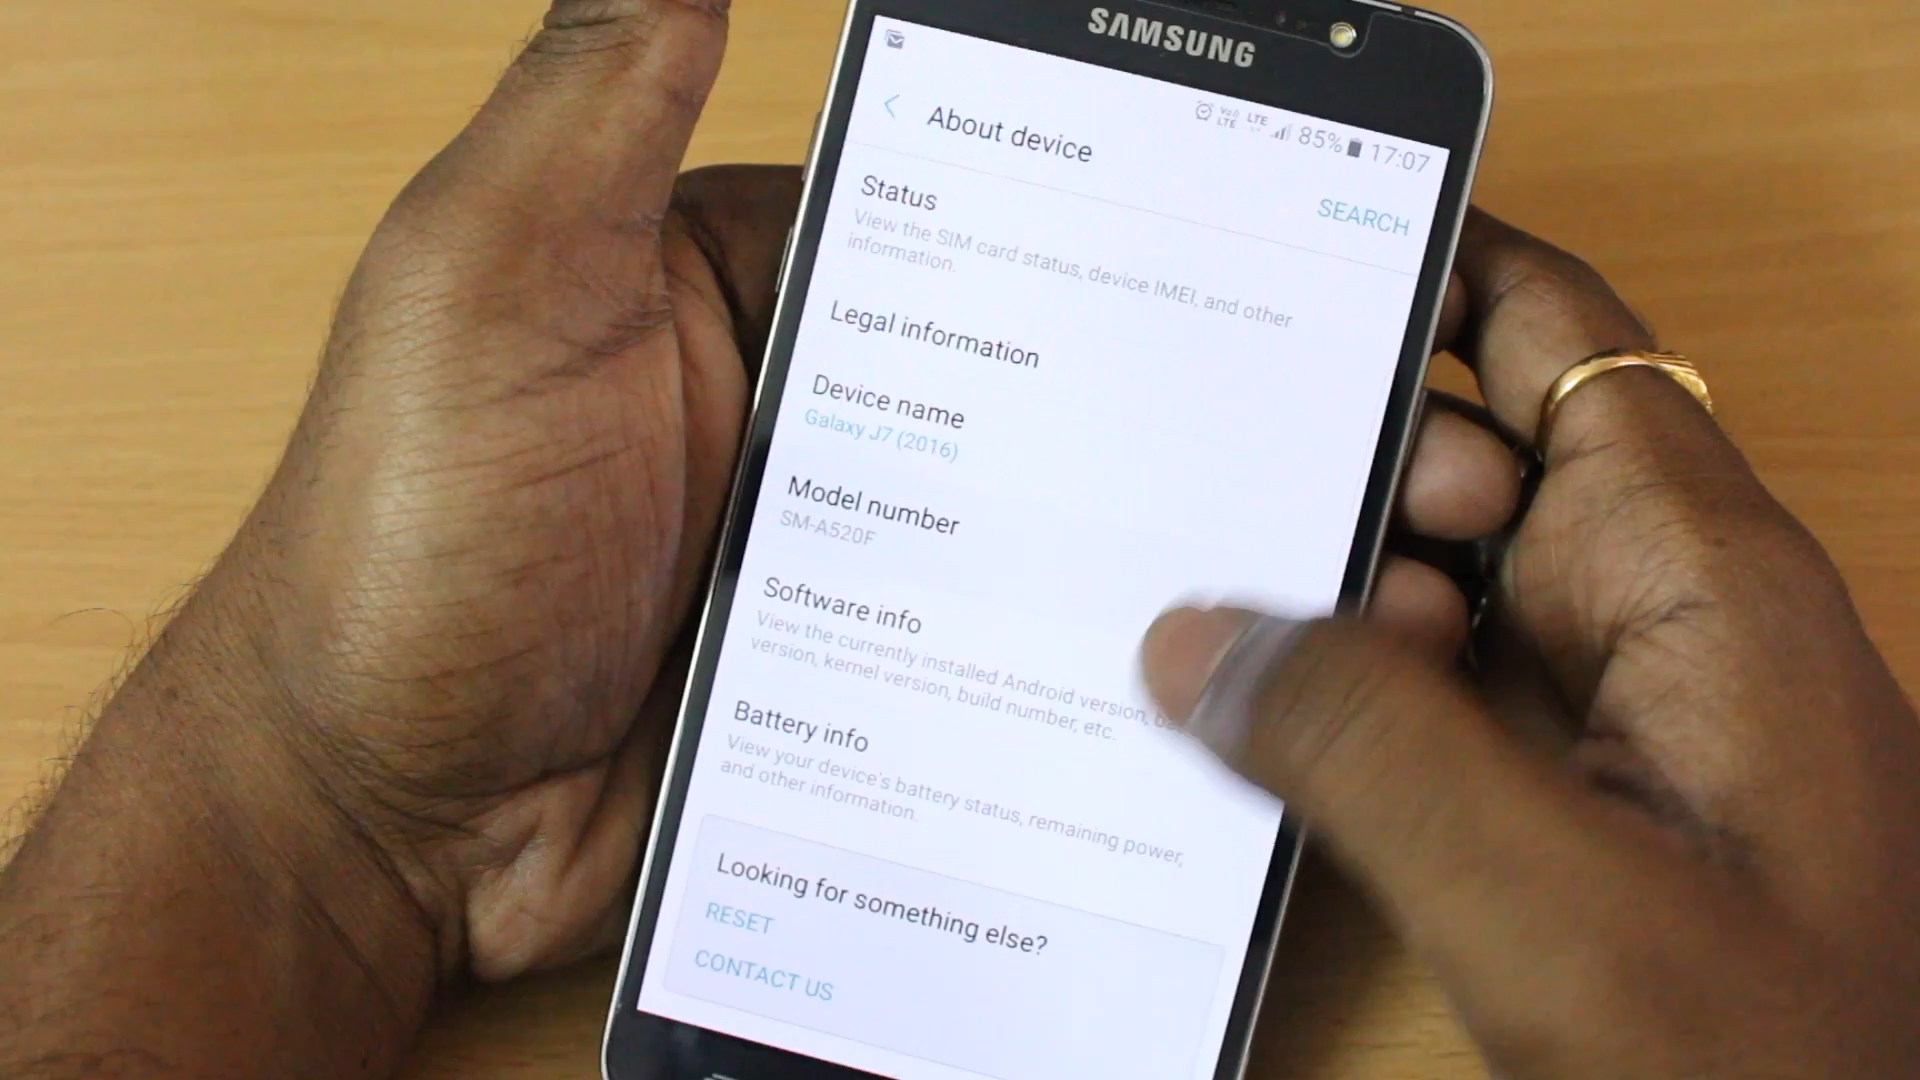 SAMSUNG
LTE LTE 85% 17:07
About device
SEARCH
Status
View the SIM card status, device IMEI, and other
information.
Legal information
Device name
Galaxy J7 (2016)
Model number
SM-A520F
Software info
View the currently installed Android version,
version, kernel version, build number, etc.
Battery info
View your device's battery status, remaining power,
and other information.
Looking for something else?
RESET
CONTACT US